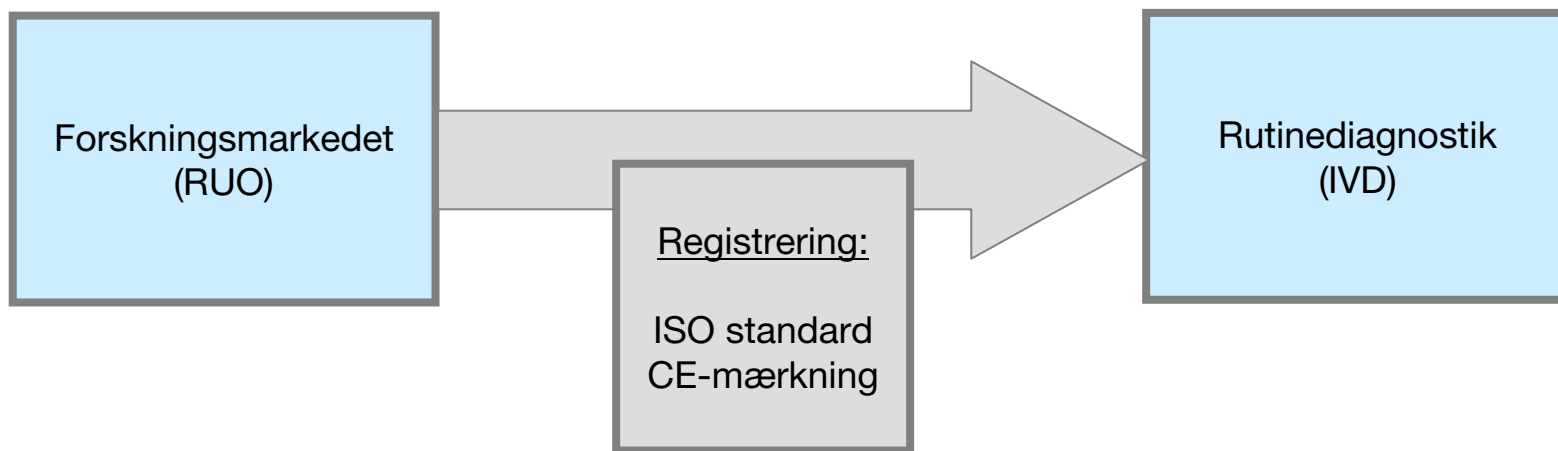 Forskningsmarkedet
(RUO)
Registrering:
ISO standard
CE-mærkning
Rutinediagnostik
(IVD)